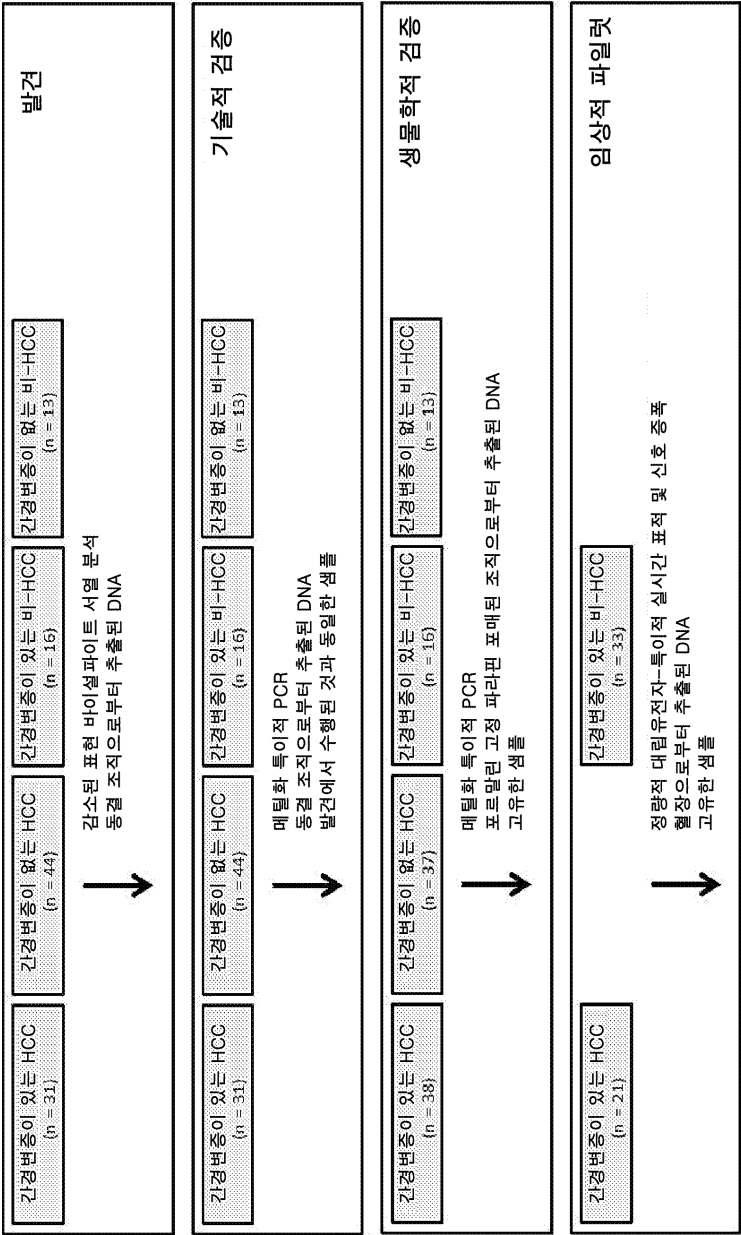 발견
간경변증이 있는 HCC
(n = 31)
간경변증이 없는 HCC
(n = 44)
간경변증이 있는 비-HCC
(n = 16)
간경변증이 없는 비-HCC
(n = 13)
감소된 표현 바이설파이트 서열 분석
동결 조직으로부터 추출된 DNA
기술적 검증
간경변증이 있는 HCC
(n = 31)
간경변증이 없는 HCC
(n = 44)
간경변증이 있는 비-HCC
(n = 16)
간경변증이 없는 비-HCC
(n = 13)
메틸화 특이적 PCR
동결 조직으로부터 추출된 DNA
발견에서 수행된 것과 동일한 샘플
생물학적 검증
간경변증이 있는 HCC
(n = 38)
간경변증이 없는 HCC
(n = 37)
간경변증이 있는 비-HCC
(n = 16)
간경변증이 없는 비-HCC
(n = 13)
메틸화 특이적 PCR
포르말린 고정 파라핀 포매된 조직으로부터 추출된 DNA
고유한 샘플
임상적 파일럿
간경변증이 있는 HCC
(n = 21)
간경변증이 있는 비-HCC
(n = 33)
정량적 대립유전자-특이적 실시간 표적 및 신호 증폭
혈장으로부터 추출된 DNA
고유한 샘플